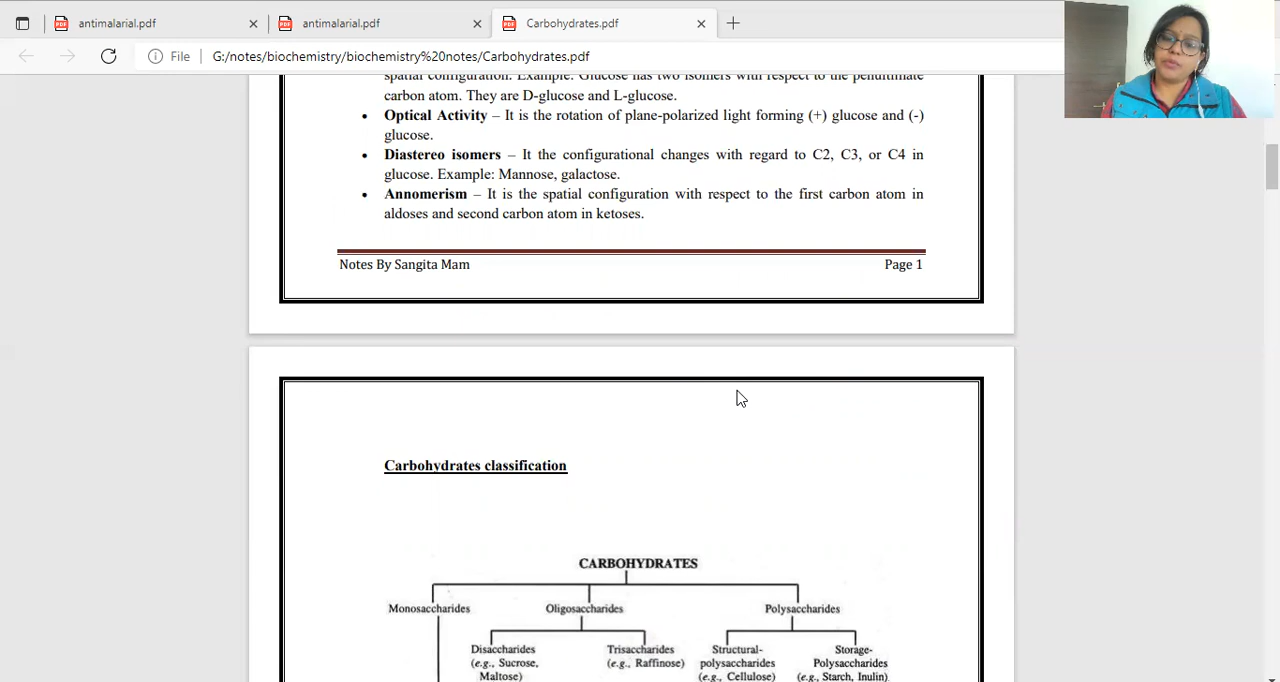 antimalarial.pdf
antimalarial.pdf
Carbohydrates.pdf
File
G:/notes/biochemistry/biochemistry%20notes/Carbohydrates.pdf
spatial configuration. Example: Glucose has two isomers with respect to the penultimate
carbon atom. They are D-glucose and L-glucose.
• Optical Activity – It is the rotation of plane-polarized light forming (+) glucose and (-)
glucose.
• Diastereo isomers – It the configurational changes with regard to C2, C3, or C4 in
glucose. Example: Mannose, galactose.
• Annomerism – It is the spatial configuration with respect to the first carbon atom in
aldoses and second carbon atom in ketoses.
Notes By Sangita Mam Page 1
Carbohydrates classification
CARBOHYDRATES
Monosaccharides Oligosaccharides Polysaccharides
Disaccharides Trisaccharides Structural- Storage-
(e.g., Sucrose, (e.g., Raffinose) polysaccharides Polysaccharides
Maltose) (e.g., Cellulose) (e.g., Starch, Inulin)